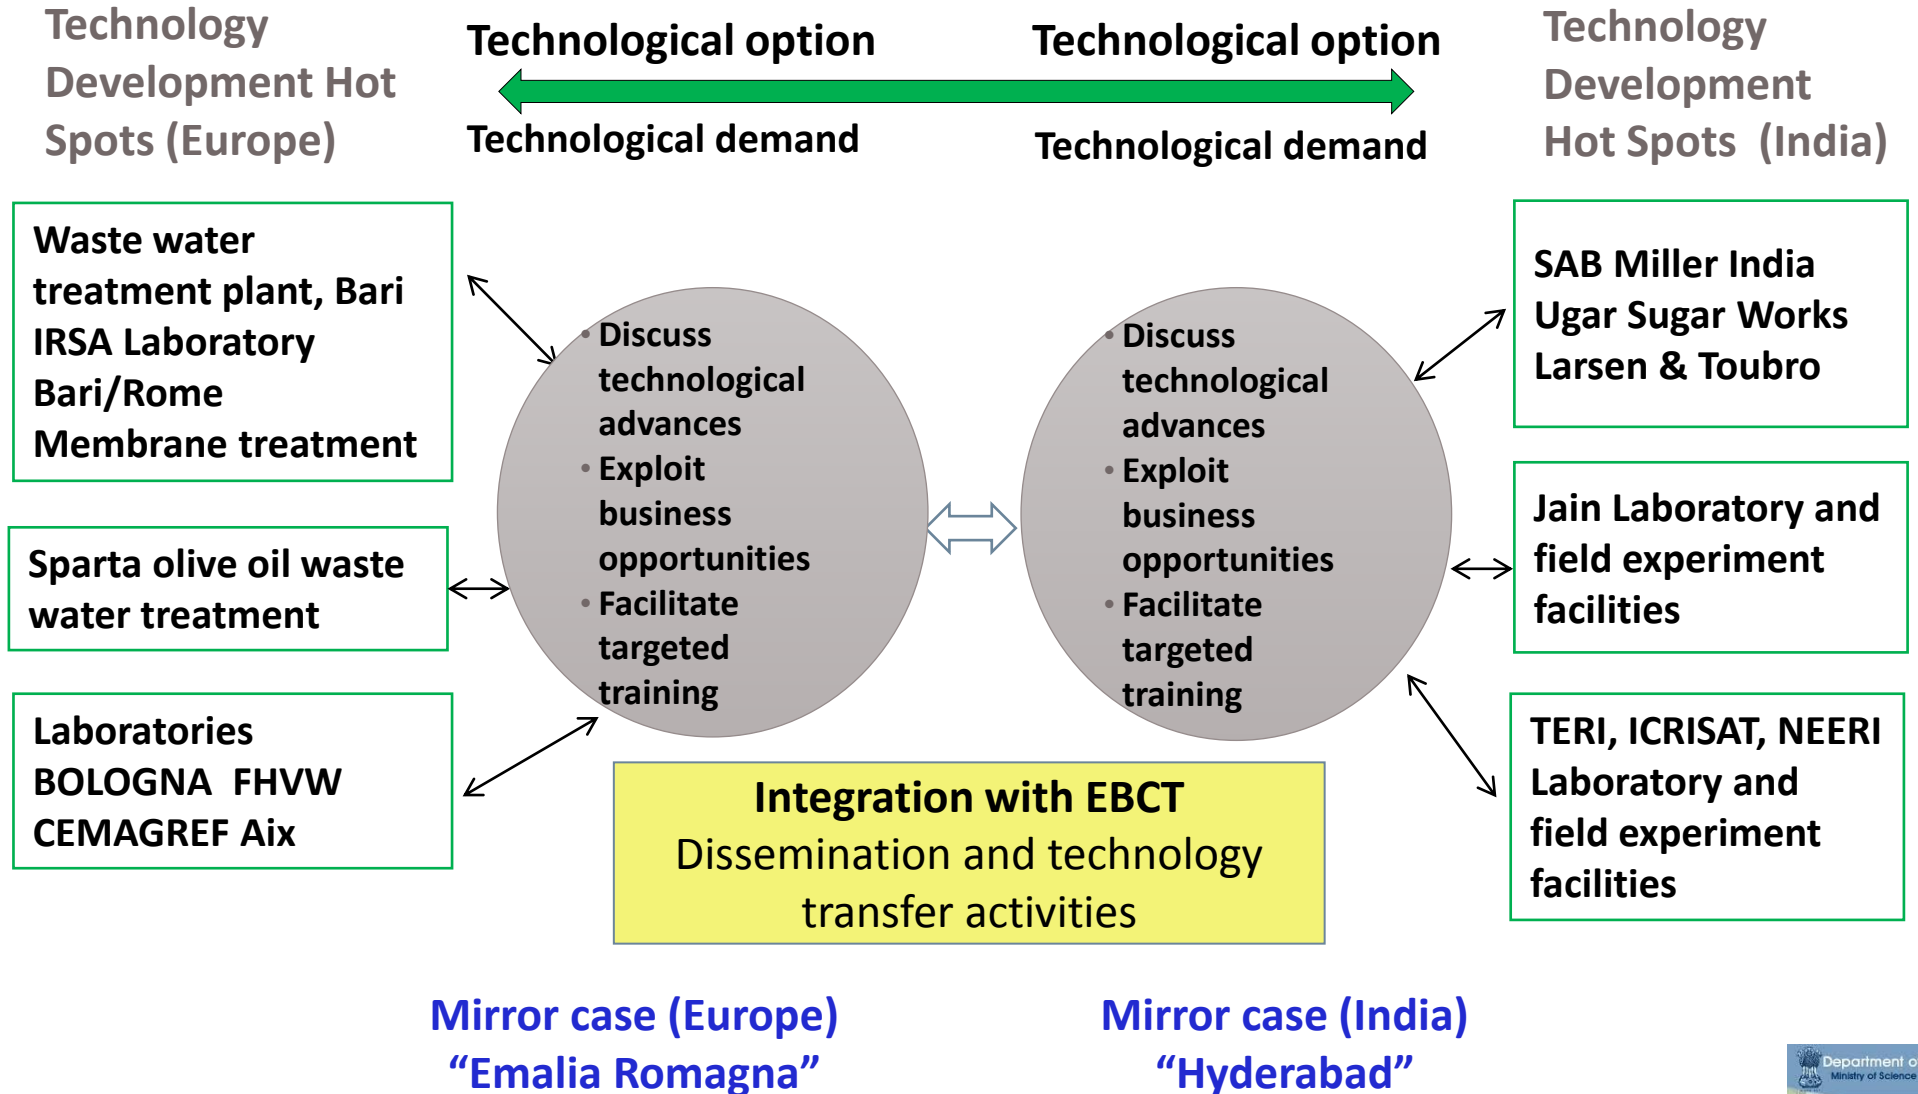 Technology
Development Hot
Spots (Europe)
Technological option
Technological option
Technological demand
Technological demand
Technology
Development
Hot Spots (India)
Waste water
treatment plant, Bari
IRSA Laboratory
Bari/Rome
Membrane treatment
Sparta olive oil waste
water treatment
Laboratories
BOLOGNA FHVW
CEMAGREF Aix
• Discuss
technological
advances
• Exploit
business
opportunities
• Facilitate
targeted
training
• Discuss
technological
advances
• Exploit
business
opportunities
• Facilitate
targeted
training
SAB Miller India
Ugar Sugar Works
Larsen & Toubro
Jain Laboratory and
field experiment
facilities
TERI, ICRISAT, NEERI
Laboratory and
field experiment
facilities
Integration with EBCT
Dissemination and technology
transfer activities
Mirror case (Europe)
“Emalia Romagna”
Mirror case (India)
“Hyderabad”
Department o
Ministry of Science